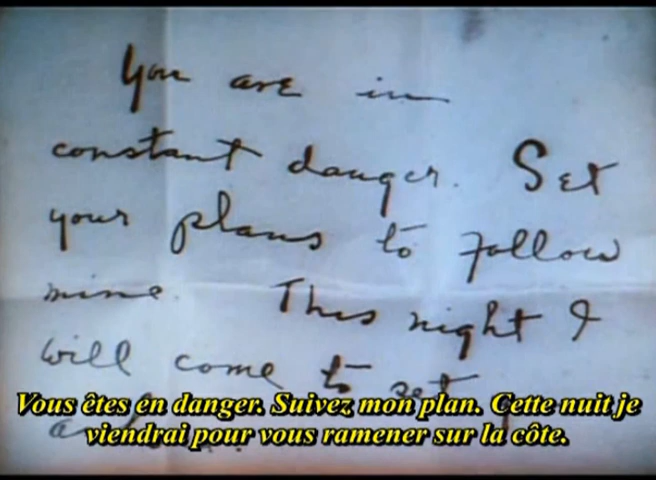 You are in
constant danger. Set
your plans to follow
mine. This night I
will come to set
Vous êtes en danger. Suivez mon plan. Cette nuit je
viendrai pour vous ramener sur la côte.